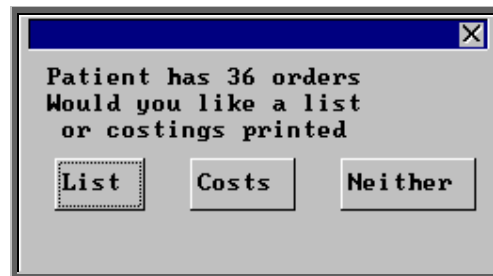 Patient has 36 orders
Would you like a list
or costings printed
List Costs Neither